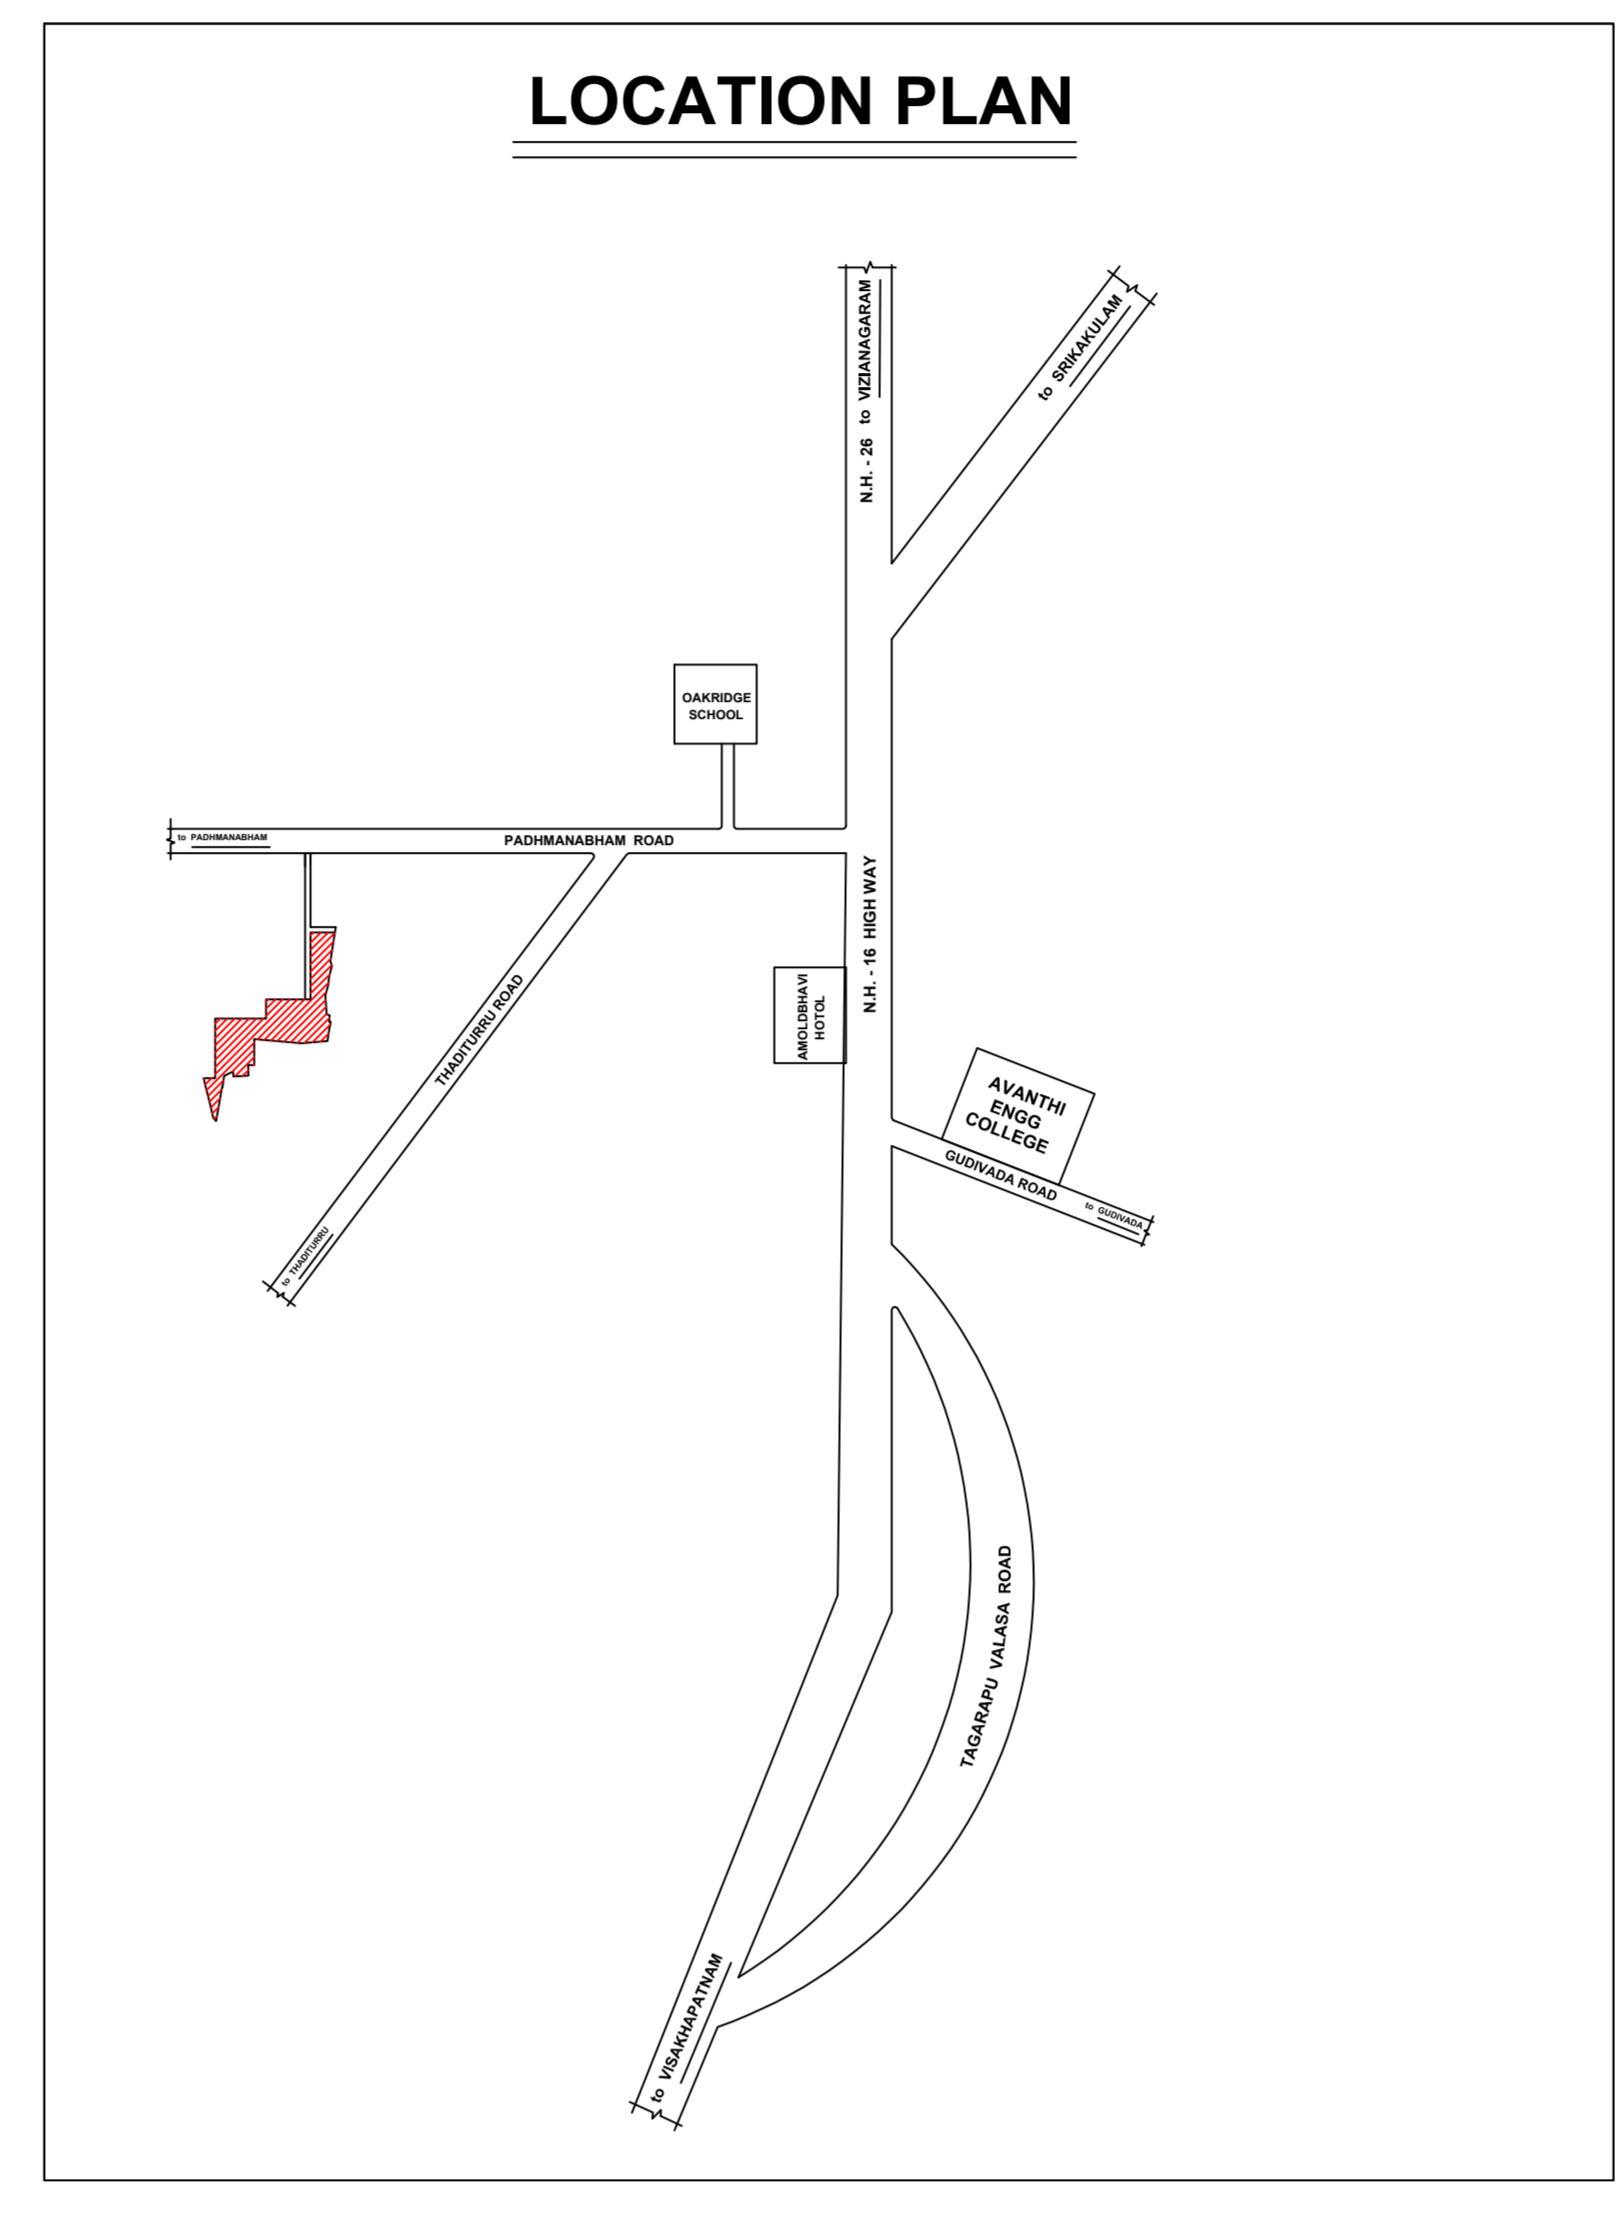 LOCATION PLAN
N.H. - 26 to VIZIANAGARAM
to SRIKAKULAM
OAKRIDGE
SCHOOL
to PADHMANABHAM
PADHMANABHAM ROAD
N.H. - 16 HIGH WAY
AMOLDBHAVI
HOTOL
THADITURRU ROAD
to THADITURRU
AVANTHI
ENGG
COLLEGE
GUDIVADA ROAD
to GUDIVADA
TAGARAPU VALASA ROAD
to VISAKHAPATNAM